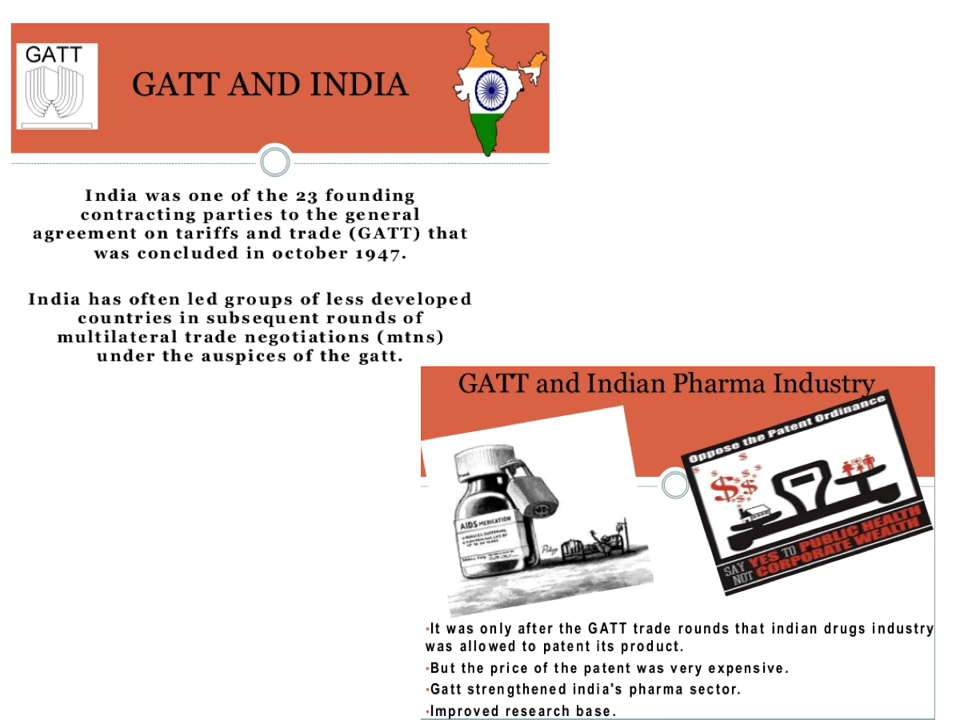 GATT
GATT AND INDIA
India was one of the 23 founding
contracting parties to the general
agreement on tariffs and trade (GATT) that
was concluded in october 1947.
India has often led groups of less developed
countries in subsequent rounds of
multilateral trade negotiations (mtns)
under the auspices of the gatt.
GATT and Indian Pharma Industry
AIDS MEDICATION
Oppose the Patent Ordinance
SAY YES TO PUBLIC HEALTH
NOT CORPORATE WEALTH
•It was only after the GATT trade rounds that indian drugs industry
was allowed to patent its product.
•But the price of the patent was very expensive.
•Gatt strengthened india's pharma sector.
•Improved research base.